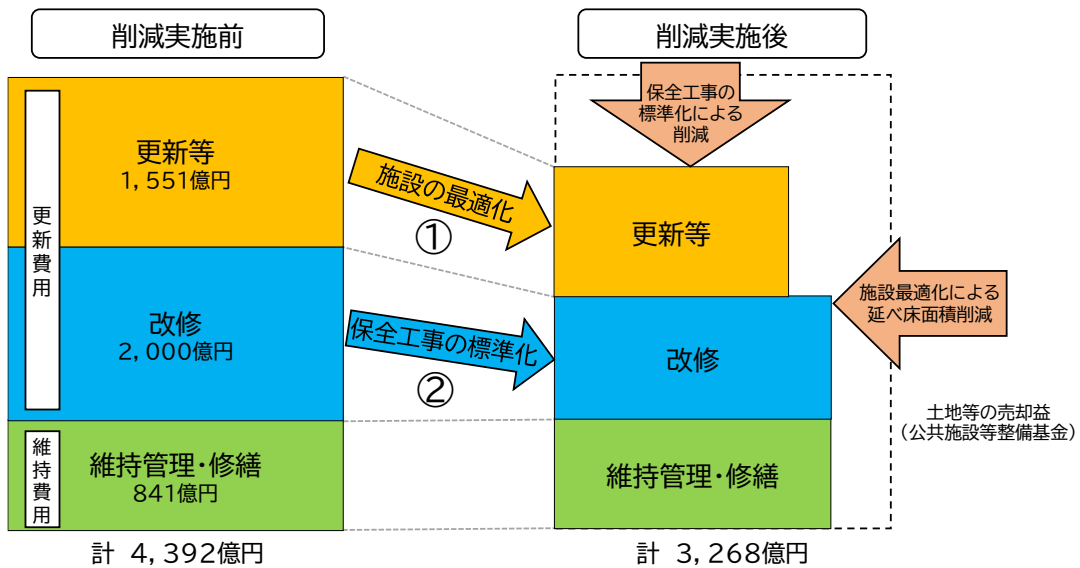 削減実施前
削減実施後
更新費用
更新等
1,551億円
改修
2,000億円
維持費用
維持管理・修繕
841億円
計 4,392億円
施設の最適化
①
保全工事の標準化
②
保全工事の
標準化による
削減
更新等
改修
維持管理・修繕
計 3,268億円
施設最適化による
延べ床面積削減
土地等の売却益
（公共施設等整備基金）